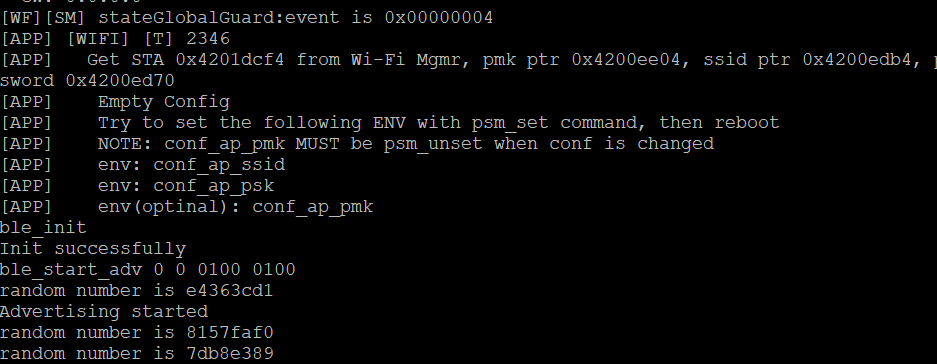 [WF][SM] stateGlobalGuard:event is 0x00000004
[APP] [WIFI] [T] 2346
[APP]   Get STA 0x4201dcf4 from Wi-Fi Mgmr, pmk ptr 0x4200ee04, ssid ptr 0x4200edb4,
sword 0x4200ed70
[APP]    Empty Config
[APP]    Try to set the following ENV with psm_set command, then reboot
[APP]    NOTE: conf_ap_pmk MUST be psm_unset when conf is changed
[APP]    env: conf_ap_ssid
[APP]    env: conf_ap_psk
[APP]    env(optinal): conf_ap_pmk
ble_init
Init successfully
ble_start_adv 0 0 0100 0100
random number is e4363cd1
Advertising started
random number is 8157faf0
random number is 7db8e389